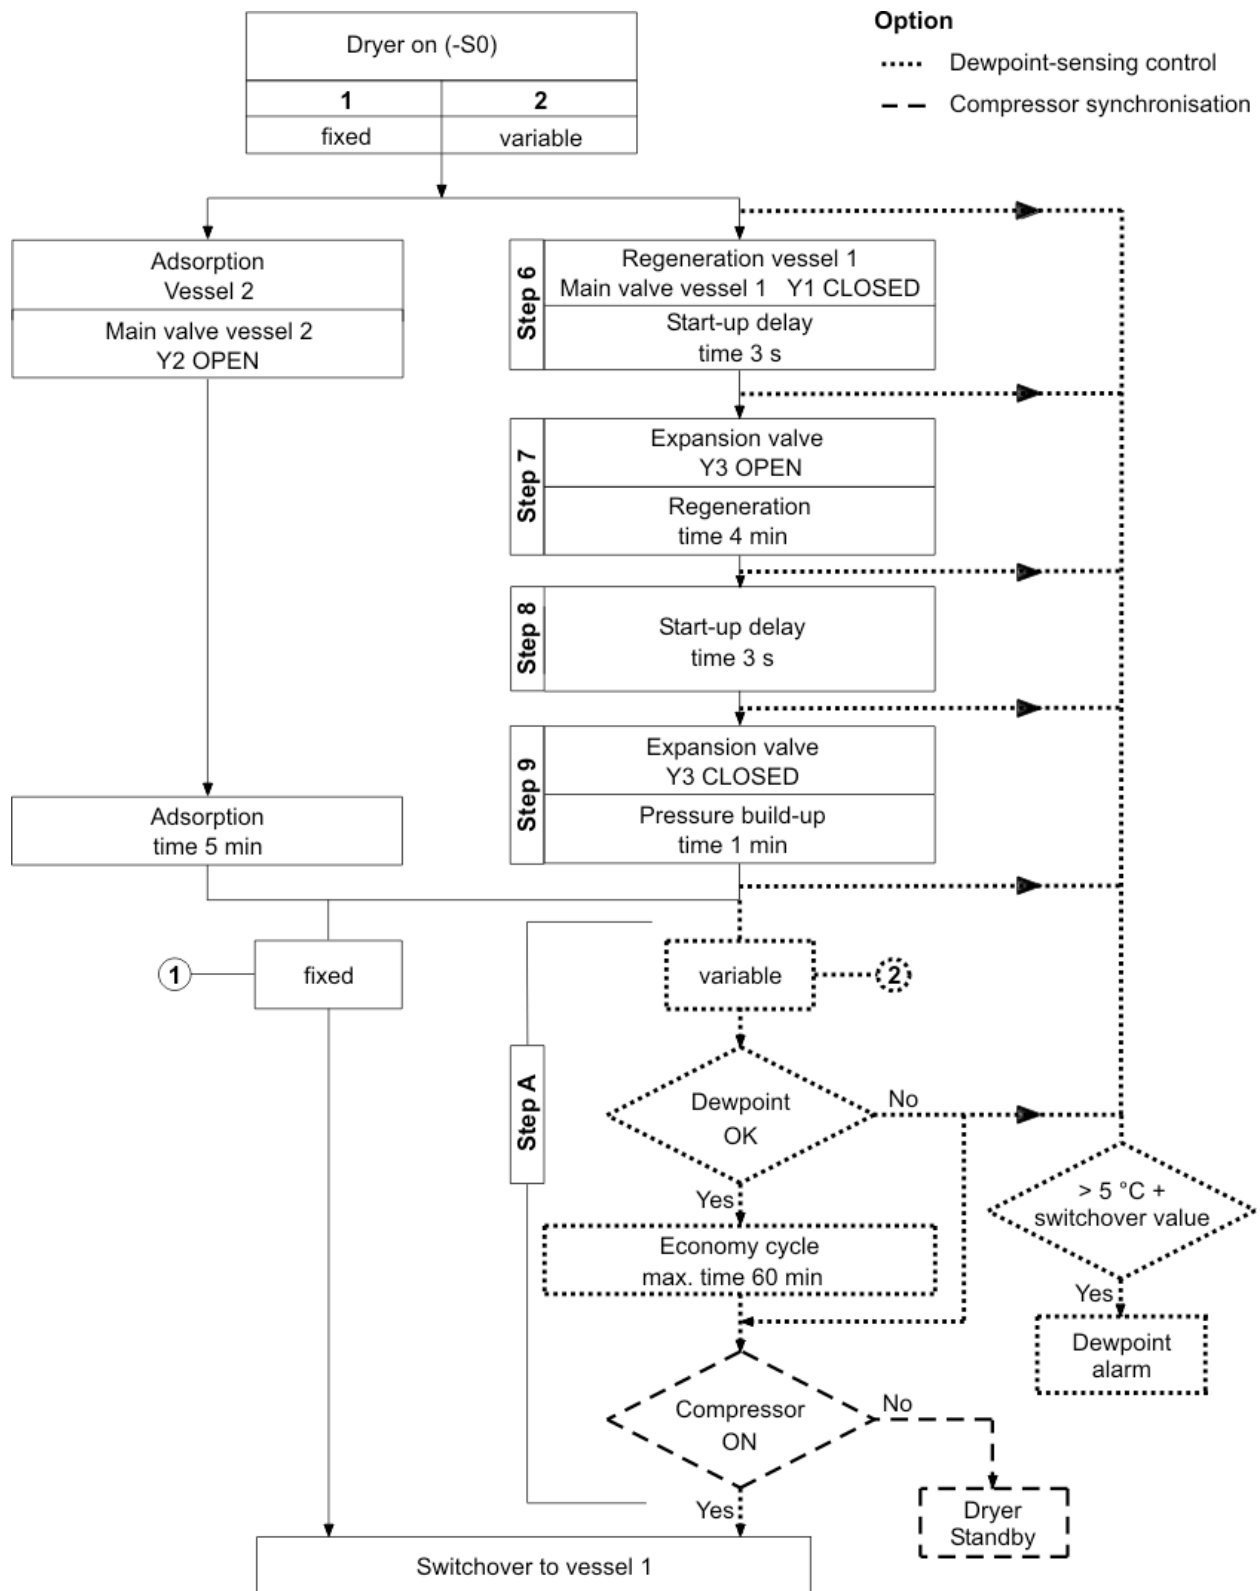 Option
Dewpoint-sensing control
Compressor synchronisation
Dryer on (-S0)
1 2
fixed variable
Adsorption
Vessel 2
Main valve vessel 2
Y2 OPEN
Step 6
Regeneration vessel 1
Main valve vessel 1 Y1 CLOSED
Start-up delay
time 3 s
Step 7
Expansion valve
Y3 OPEN
Regeneration
time 4 min
Step 8
Start-up delay
time 3 s
Step 9
Expansion valve
Y3 CLOSED
Pressure build-up
time 1 min
Adsorption
time 5 min
1
fixed
variable
2
Step A
Dewpoint
OK
No
Yes
> 5 °C +
switchover value
Yes
Dewpoint
alarm
Economy cycle
max. time 60 min
Compressor
ON
No
Yes
Dryer
Standby
Switchover to vessel 1